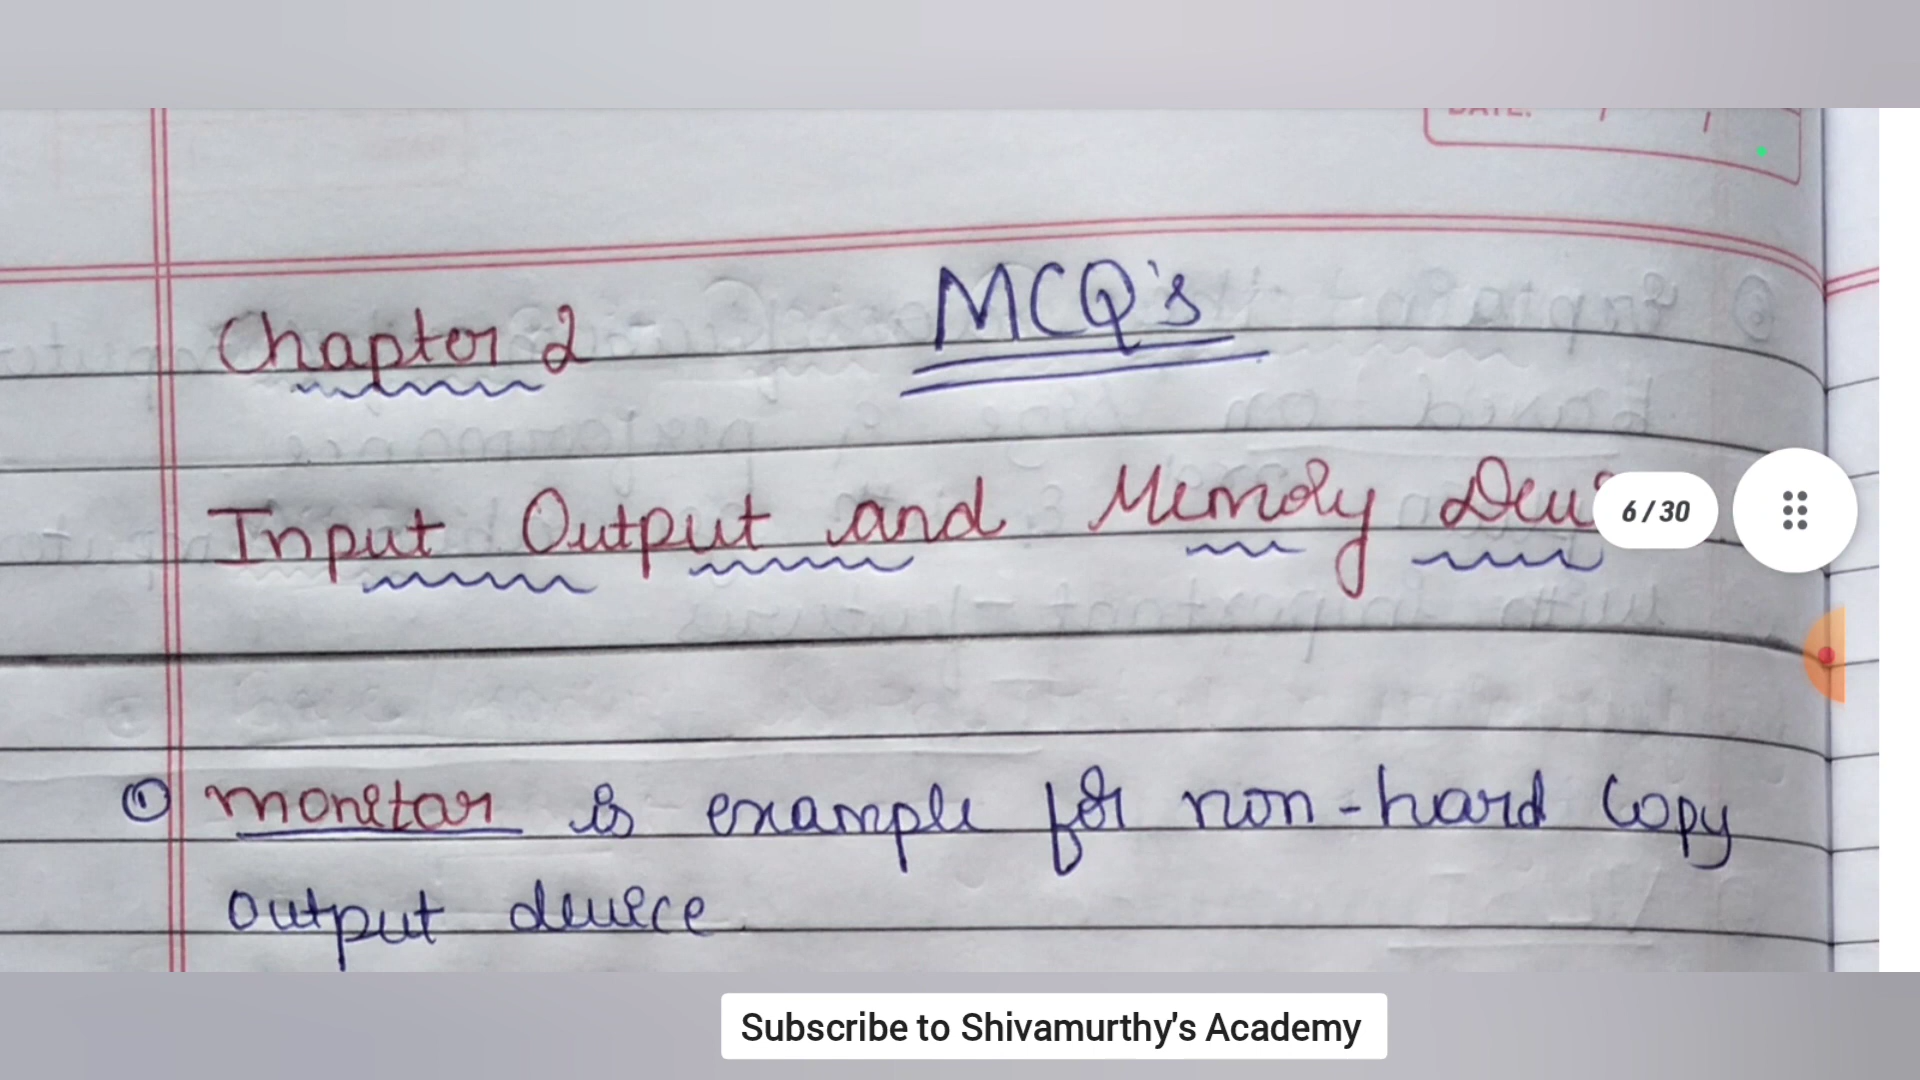 Chapter 2
MCQ's
Input Output and Memory
6/30
① monitar is example for non-hard Copy
output device
Subscribe to Shivamurthy's Academy